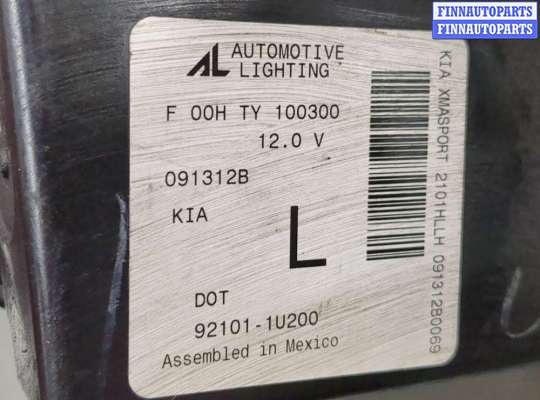 FINNAUTOPARTS
FINNAUTOPARTS
AL AUTOMOTIVE
LIGHTING
F 00H TY 100300
12.0 V
091312B
KIA
L
DOT
92101-1U200
Assembled in Mexico
KIA XMASPORT 2101HLLH 091312B0069